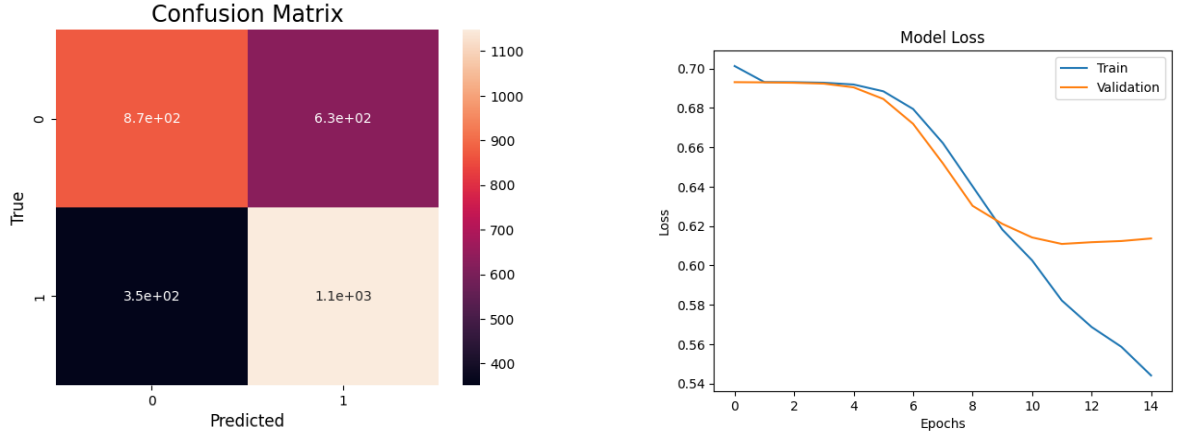 Confusion Matrix
True
0
1
8.7e+02
6.3e+02
3.5e+02
1.1e+03
0
1
Predicted
1100
1000
900
800
700
600
500
400
Model Loss
Train
Validation
Loss
0.70
0.68
0.66
0.64
0.62
0.60
0.58
0.56
0.54
0
2
4
6
8
10
12
14
Epochs